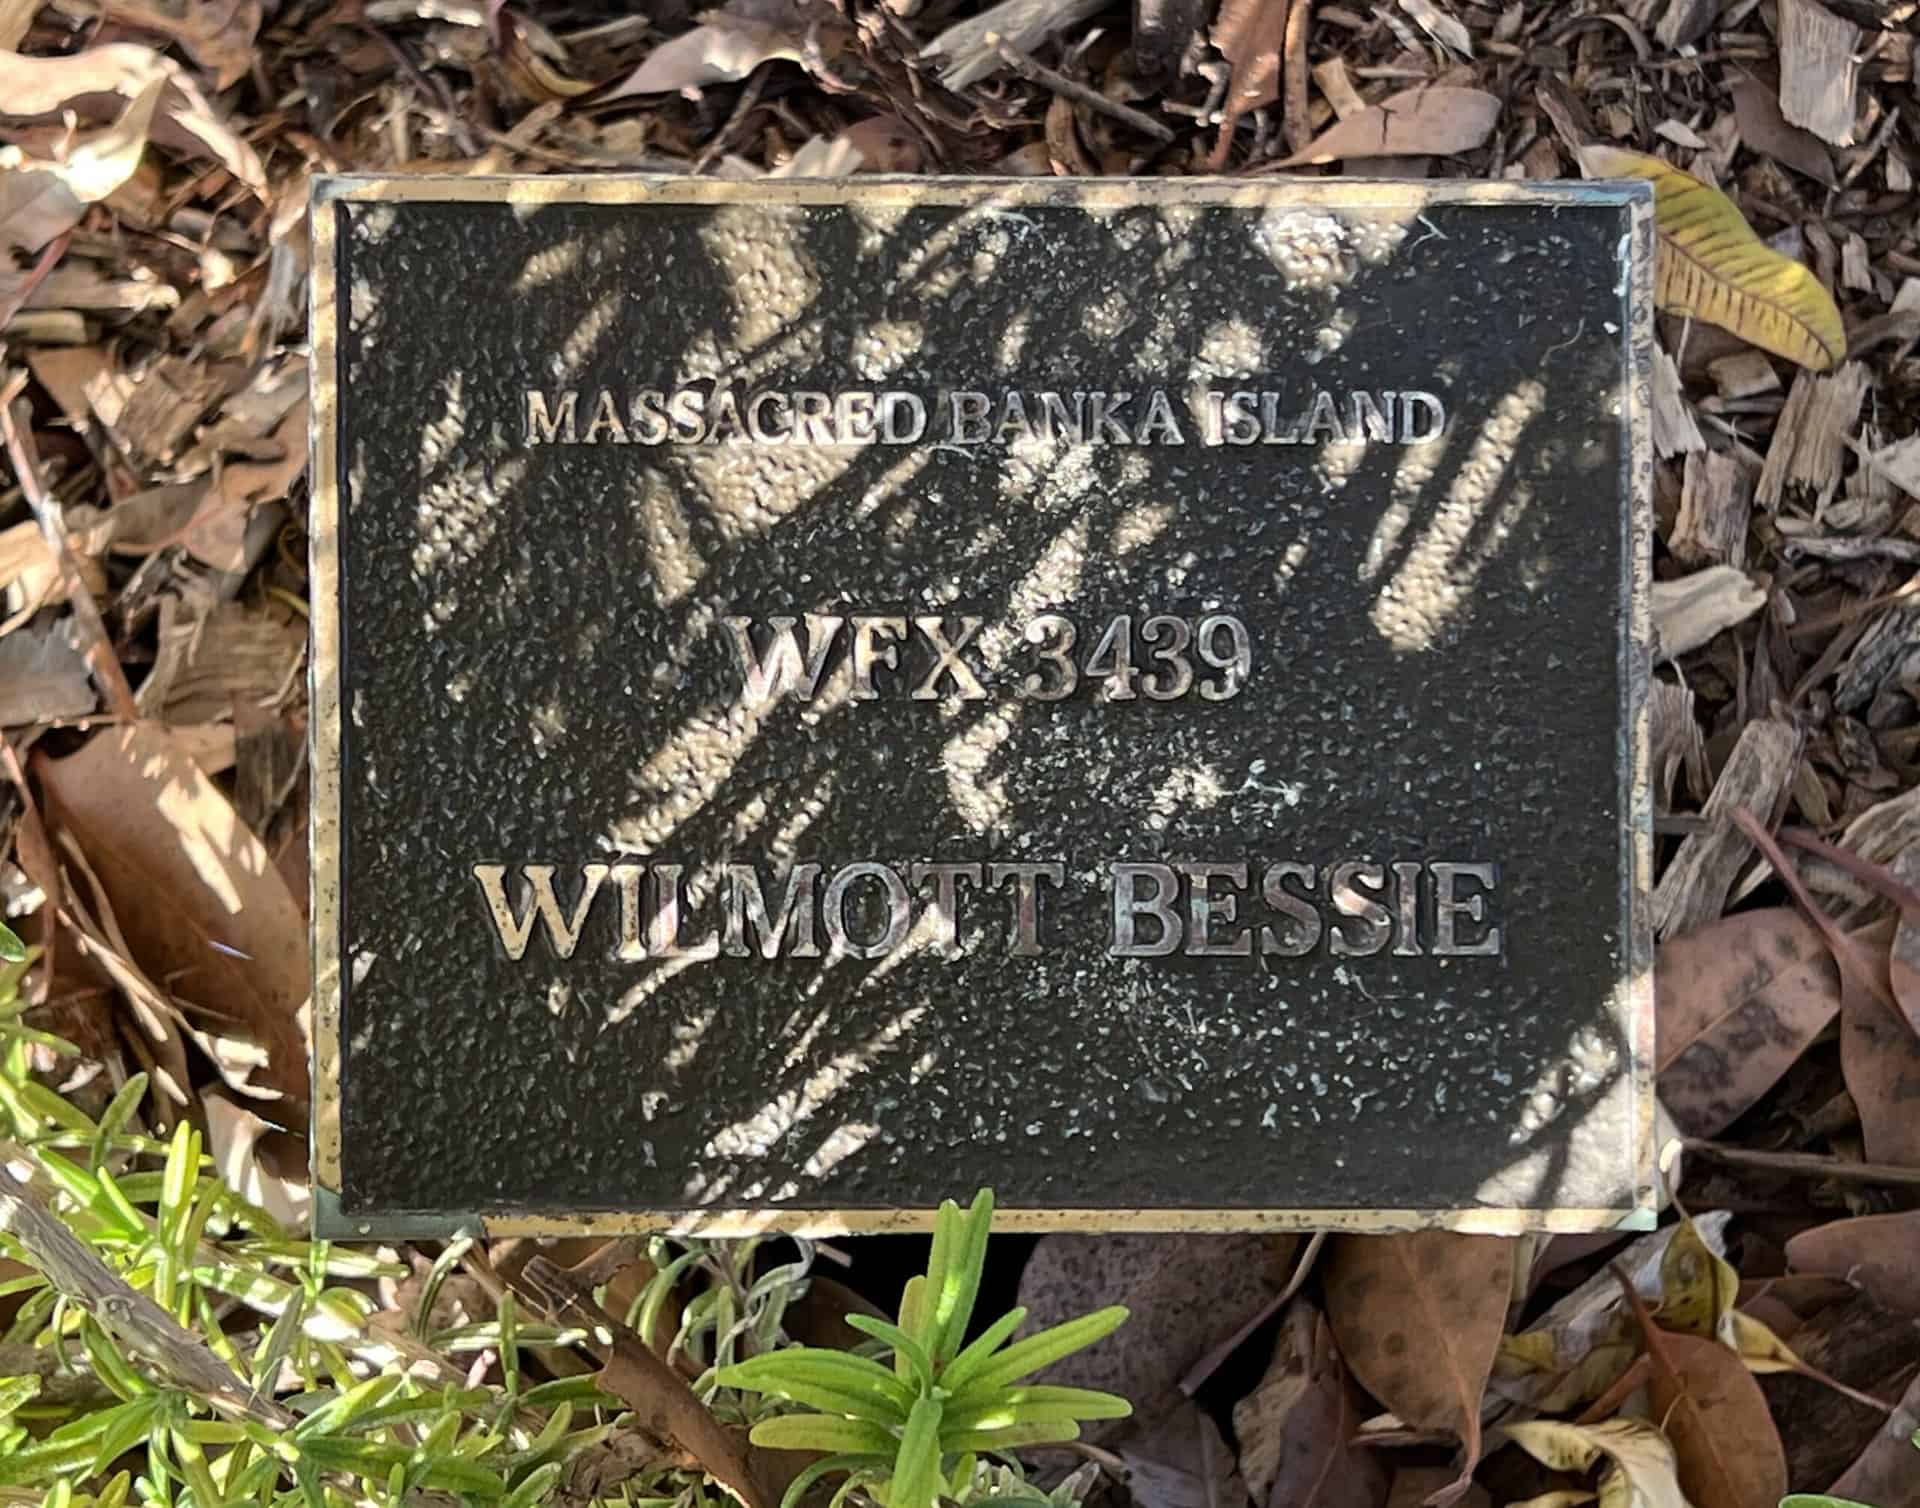 MASSACRED BANKA ISLAND
WFX 3439
WILMOTT BESSIE